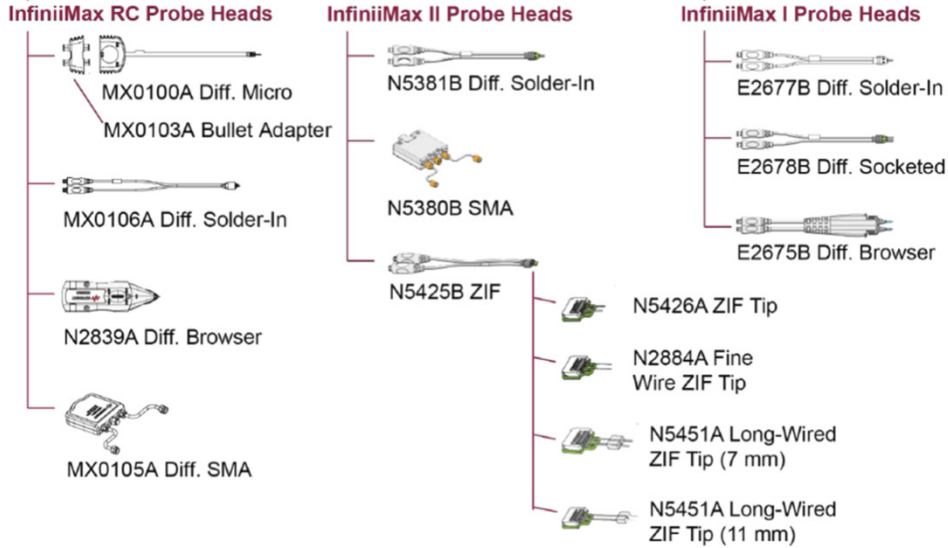 InfiniiMax RC Probe Heads
MX0100A Diff. Micro
MX0103A Bullet Adapter
MX0106A Diff. Solder-In
N2839A Diff. Browser
MX0105A Diff. SMA
InfiniiMax II Probe Heads
N5381B Diff. Solder-In
N5380B SMA
N5425B ZIF
N5426A ZIF Tip
N2884A Fine
Wire ZIF Tip
N5451A Long-Wired
ZIF Tip (7 mm)
N5451A Long-Wired
ZIF Tip (11 mm)
InfiniiMax I Probe Heads
E2677B Diff. Solder-In
E2678B Diff. Socketed
E2675B Diff. Browser